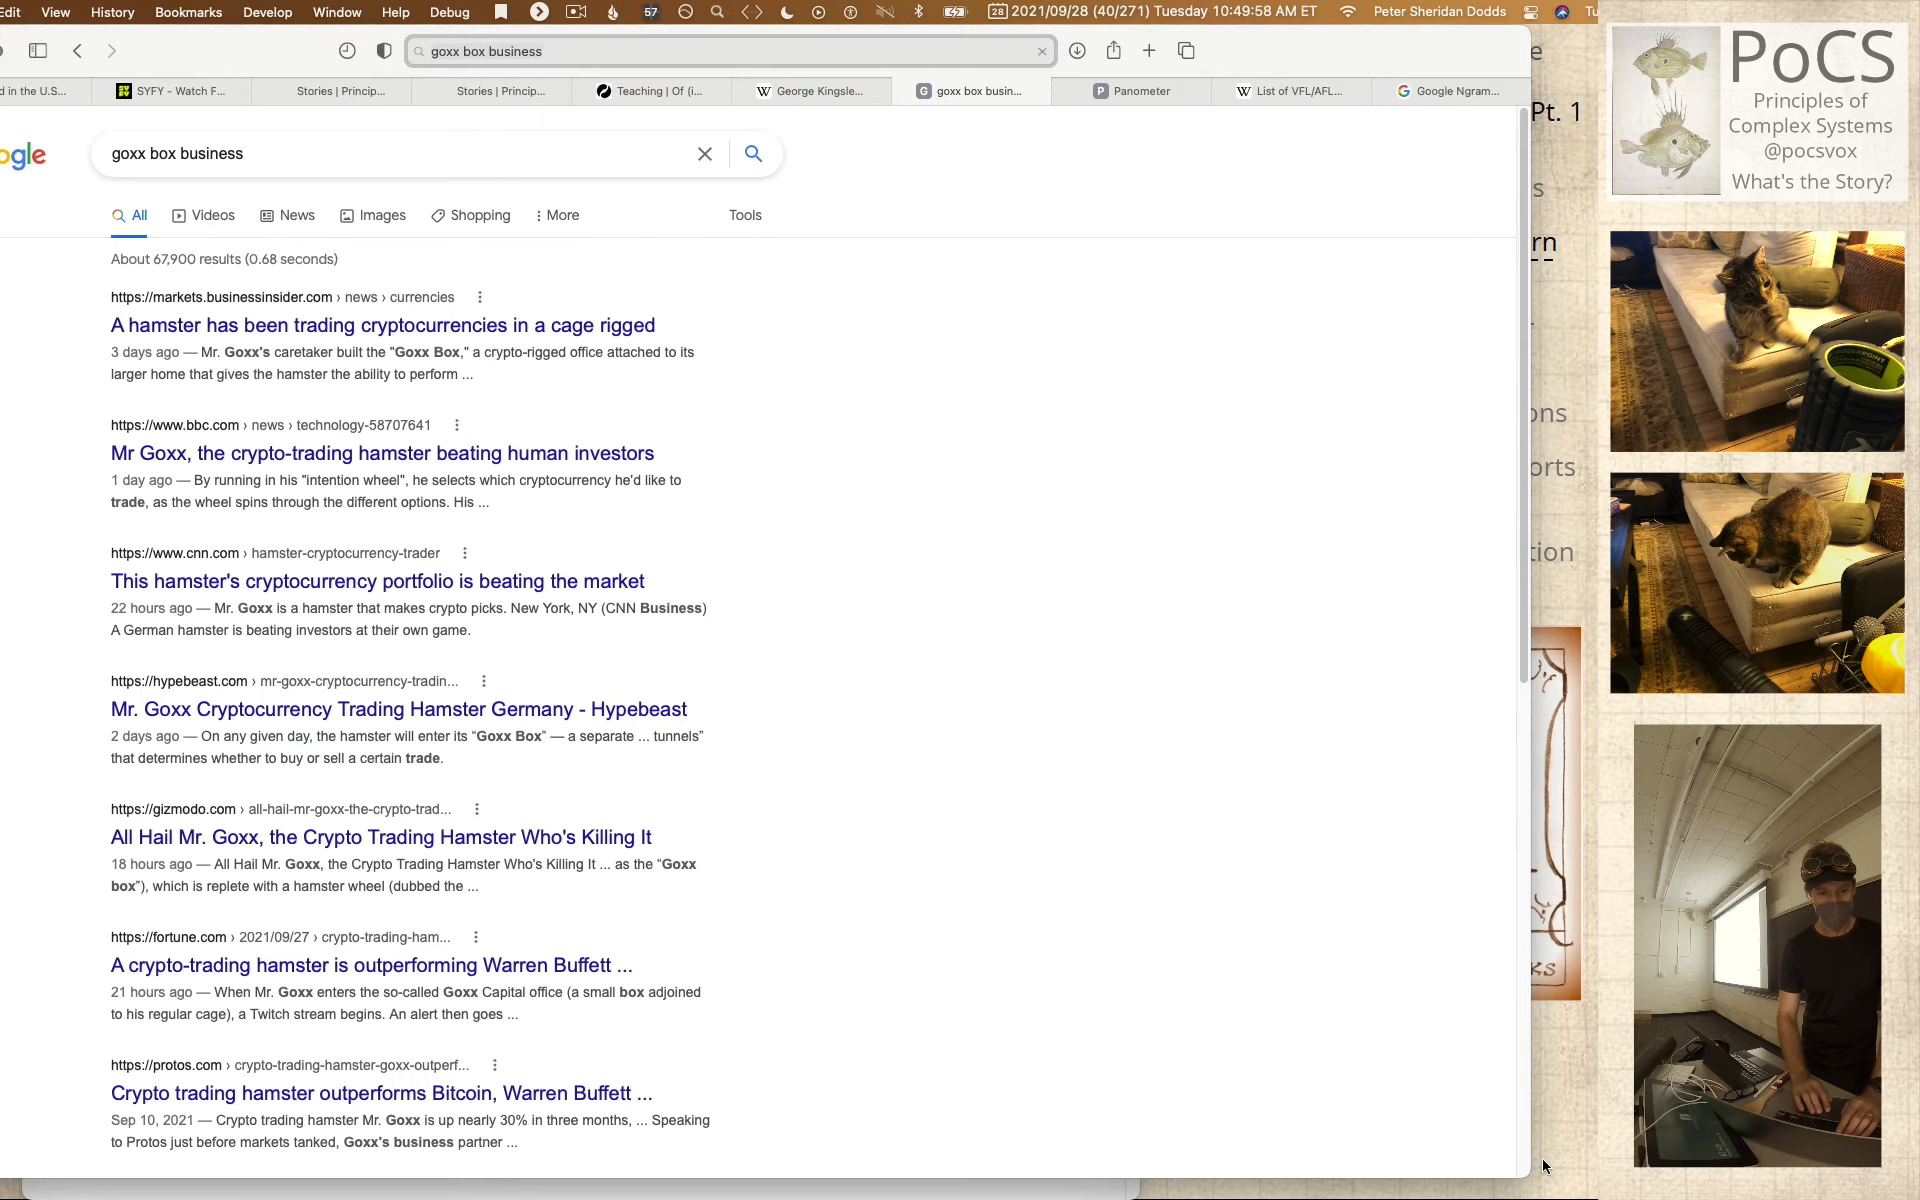 Edit View History Bookmarks Develop Window Help Debug 57 28 2021/09/28 (40/271) Tuesday 10:49:58 AM ET Peter Sheridan Dodds Tu
goxx box business
d in the U.S... SYFY - Watch F... Stories | Princip... Stories | Princip... Teaching | Of (i... George Kingsle... goxx box busin... Panometer List of VFL/AFL... Google Ngram...
ogle goxx box business
All Videos News Images Shopping More Tools
About 67,900 results (0.68 seconds)
https://markets.businessinsider.com › news › currencies
A hamster has been trading cryptocurrencies in a cage rigged
3 days ago — Mr. Goxx's caretaker built the "Goxx Box," a crypto-rigged office attached to its
larger home that gives the hamster the ability to perform ...
https://www.bbc.com › news › technology-58707641
Mr Goxx, the crypto-trading hamster beating human investors
1 day ago — By running in his "intention wheel", he selects which cryptocurrency he'd like to
trade, as the wheel spins through the different options. His ...
https://www.cnn.com › hamster-cryptocurrency-trader
This hamster's cryptocurrency portfolio is beating the market
22 hours ago — Mr. Goxx is a hamster that makes crypto picks. New York, NY (CNN Business)
A German hamster is beating investors at their own game.
https://hypebeast.com › mr-goxx-cryptocurrency-tradin...
Mr. Goxx Cryptocurrency Trading Hamster Germany - Hypebeast
2 days ago — On any given day, the hamster will enter its “Goxx Box” — a separate ... tunnels”
that determines whether to buy or sell a certain trade.
https://gizmodo.com › all-hail-mr-goxx-the-crypto-trad...
All Hail Mr. Goxx, the Crypto Trading Hamster Who's Killing It
18 hours ago — All Hail Mr. Goxx, the Crypto Trading Hamster Who's Killing It ... as the “Goxx
box”), which is replete with a hamster wheel (dubbed the ...
https://fortune.com › 2021/09/27 › crypto-trading-ham...
A crypto-trading hamster is outperforming Warren Buffett ...
21 hours ago — When Mr. Goxx enters the so-called Goxx Capital office (a small box adjoined
to his regular cage), a Twitch stream begins. An alert then goes ...
https://protos.com › crypto-trading-hamster-goxx-outperf...
Crypto trading hamster outperforms Bitcoin, Warren Buffett ...
Sep 10, 2021 — Crypto trading hamster Mr. Goxx is up nearly 30% in three months, ... Speaking
to Protos just before markets tanked, Goxx's business partner ...
e
Pt. 1
s
rn
ons
orts
tion
KS
PoCS
Principles of
Complex Systems
@pocsvox
What's the Story?